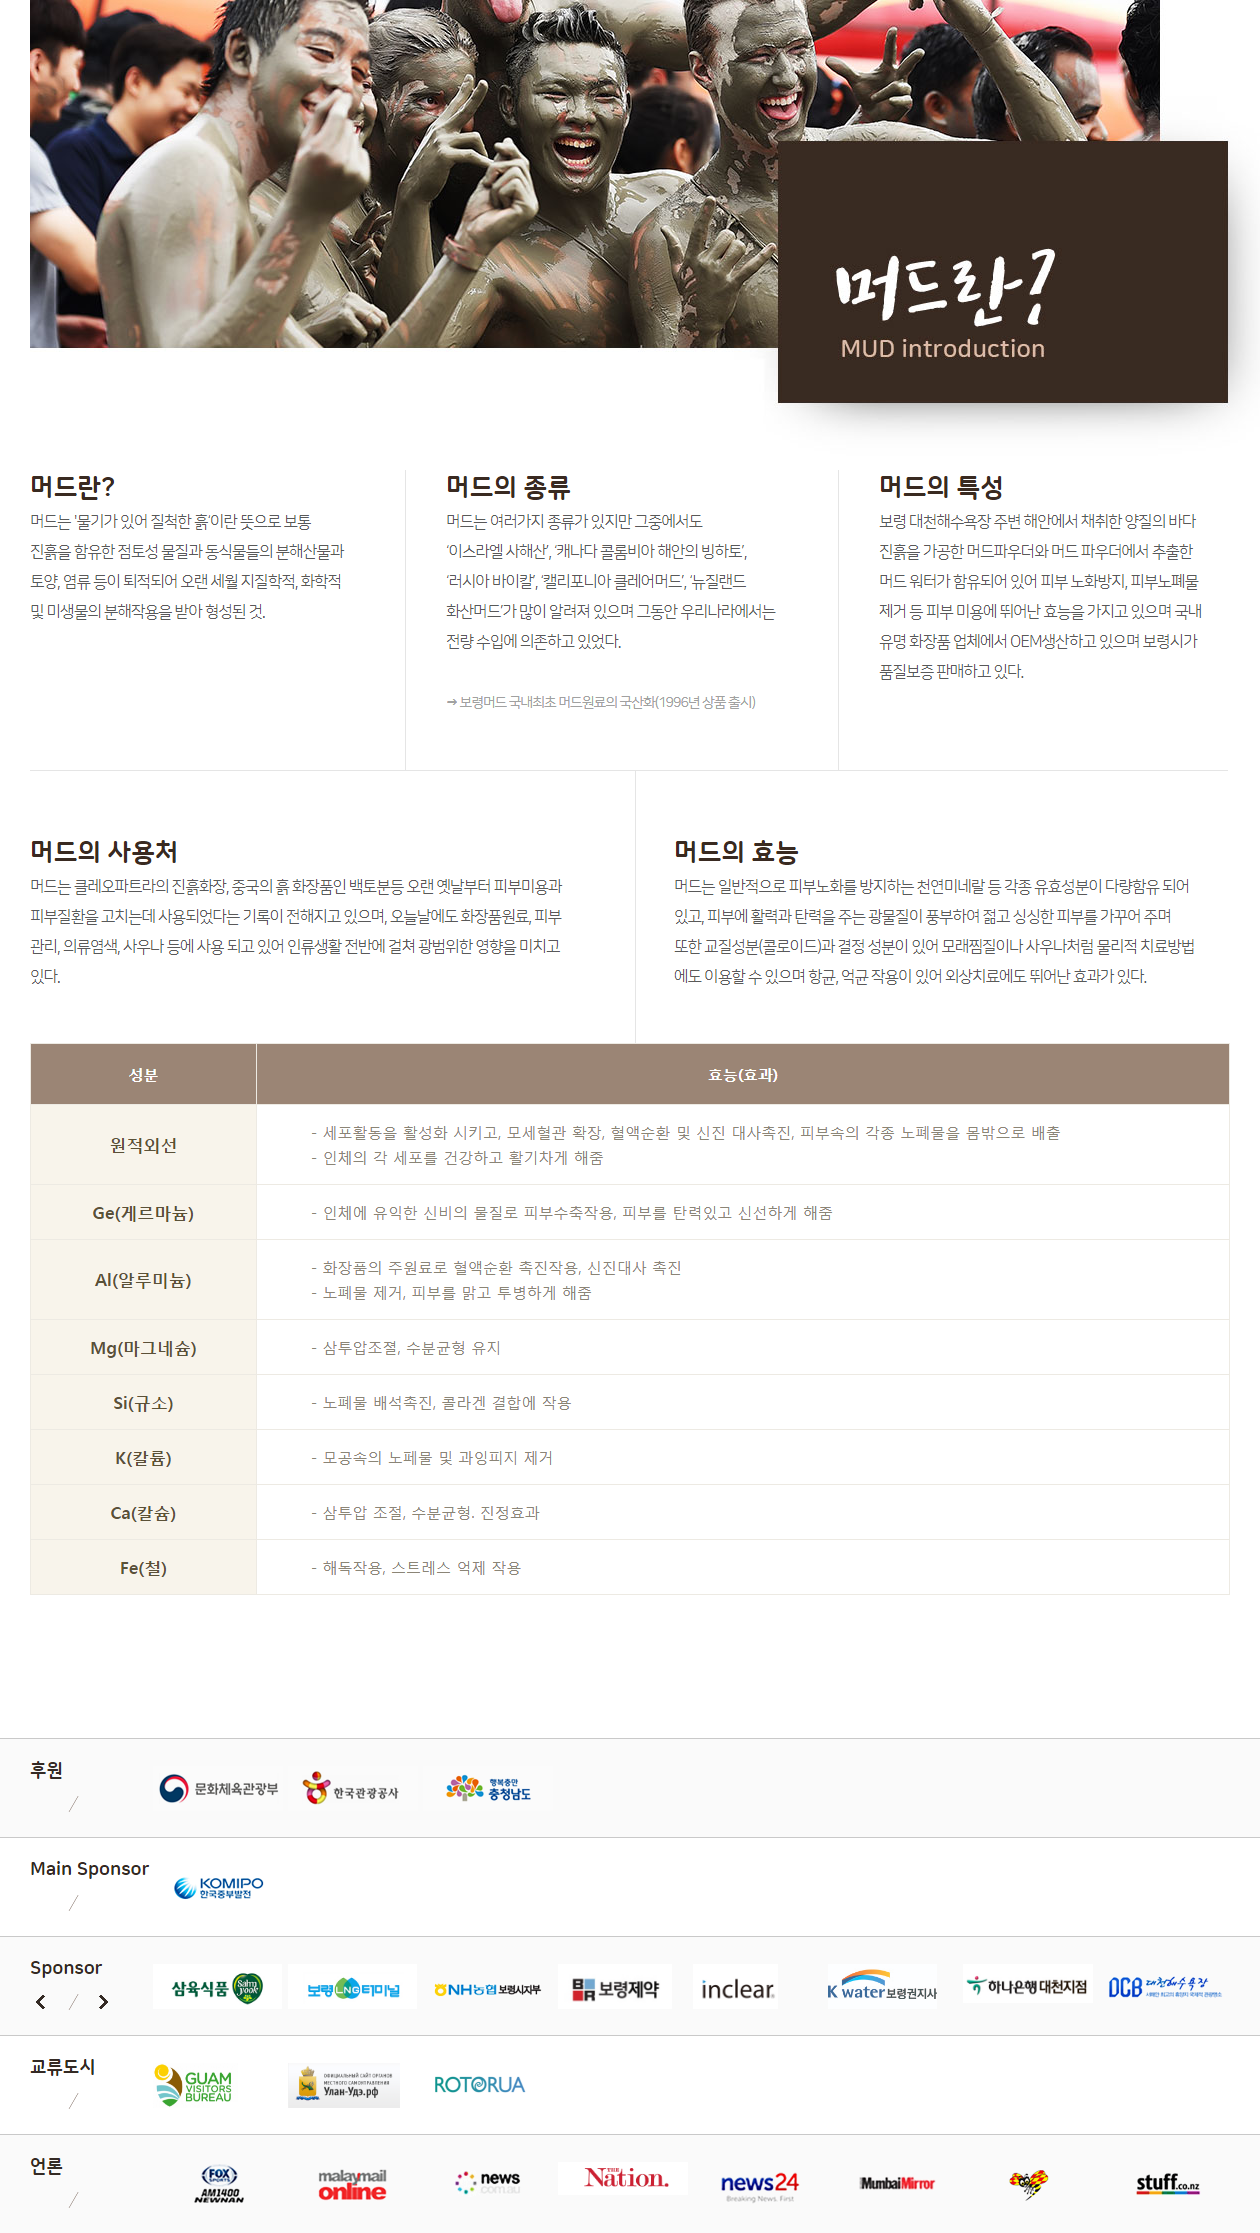 머드란?
MUD introduction
머드란?
머드는 '물기가 있어 질척한 흙'이란 뜻으로 보통
진흙을 함유한 점토성 물질과 동식물들의 분해산물과
토양, 염류 등이 퇴적되어 오랜 세월 지질학적, 화학적
및 미생물의 분해작용을 받아 형성된 것.
머드의 종류
머드는 여러가지 종류가 있지만 그중에서도
'이스라엘 사해산', '캐나다 콜롬비아 해안의 빙하토',
'러시아 바이칼', '캘리포니아 클레어머드', '뉴질랜드
화산머드'가 많이 알려져 있으며 그동안 우리나라에서는
전량 수입에 의존하고 있었다.
→ 보령머드 국내최초 머드원료의 국산화(1996년 상품 출시)
머드의 특성
보령 대천해수욕장 주변 해안에서 채취한 양질의 바다
진흙을 가공한 머드파우더와 머드 파우더에서 추출한
머드 워터가 함유되어 있어 피부 노화방지, 피부노폐물
제거 등 피부 미용에 뛰어난 효능을 가지고 있으며 국내
유명 화장품 업체에서 OEM생산하고 있으며 보령시가
품질보증 판매하고 있다.
머드의 사용처
머드는 클레오파트라의 진흙화장, 중국의 흙 화장품인 백토분등 오랜 옛날부터 피부미용과
피부질환을 고치는데 사용되었다는 기록이 전해지고 있으며, 오늘날에도 화장품원료, 피부
관리, 의류염색, 사우나 등에 사용 되고 있어 인류생활 전반에 걸쳐 광범위한 영향을 미치고
있다.
머드의 효능
머드는 일반적으로 피부노화를 방지하는 천연미네랄 등 각종 유효성분이 다량함유 되어
있고, 피부에 활력과 탄력을 주는 광물질이 풍부하여 젊고 싱싱한 피부를 가꾸어 주며
또한 교질성분(콜로이드)과 결정 성분이 있어 모래찜질이나 사우나처럼 물리적 치료방법
에도 이용할 수 있으며 항균, 억균 작용이 있어 외상치료에도 뛰어난 효과가 있다.
성분 효능(효과)
원적외선
- 세포활동을 활성화 시키고, 모세혈관 확장, 혈액순환 및 신진 대사촉진, 피부속의 각종 노폐물을 몸밖으로 배출
- 인체의 각 세포를 건강하고 활기차게 해줌
Ge(게르마늄) - 인체에 유익한 신비의 물질로 피부수축작용, 피부를 탄력있고 신선하게 해줌
Al(알루미늄)
- 화장품의 주원료로 혈액순환 촉진작용, 신진대사 촉진
- 노폐물 제거, 피부를 맑고 투병하게 해줌
Mg(마그네슘) - 삼투압조졀, 수분균형 유지
Si(규소) - 노폐물 배석촉진, 콜라겐 결합에 작용
K(칼륨) - 모공속의 노페물 및 과잉피지 제거
Ca(칼슘) - 삼투압 조절, 수분균형. 진정효과
Fe(철) - 해독작용, 스트레스 억제 작용
후원
문화체육관광부
한국관광공사
행복충만
충청남도
Main Sponsor
KOMIPO
한국중부발전
Sponsor
삼육식품 Sahmyook
보령LNG터미널
NH농협 보령시지부
보령제약
inclear
K water 보령권지사
하나은행 대천지점
DCB 대천해수욕장
교류도시
GUAM
VISITORS
BUREAU
ОФИЦИАЛЬНЫЙ САЙТ ОРГАНОВ
МЕСТНОГО САМОУПРАВЛЕНИЯ
Улан-Удэ.рф
ROTORUA
언론
FOX
SPORTS
AM1400
NEWNAN
malaymail
online
news
com.au
THE
Nation.
news24
Breaking News. First
MumbaiMirror
stuff.co.nz